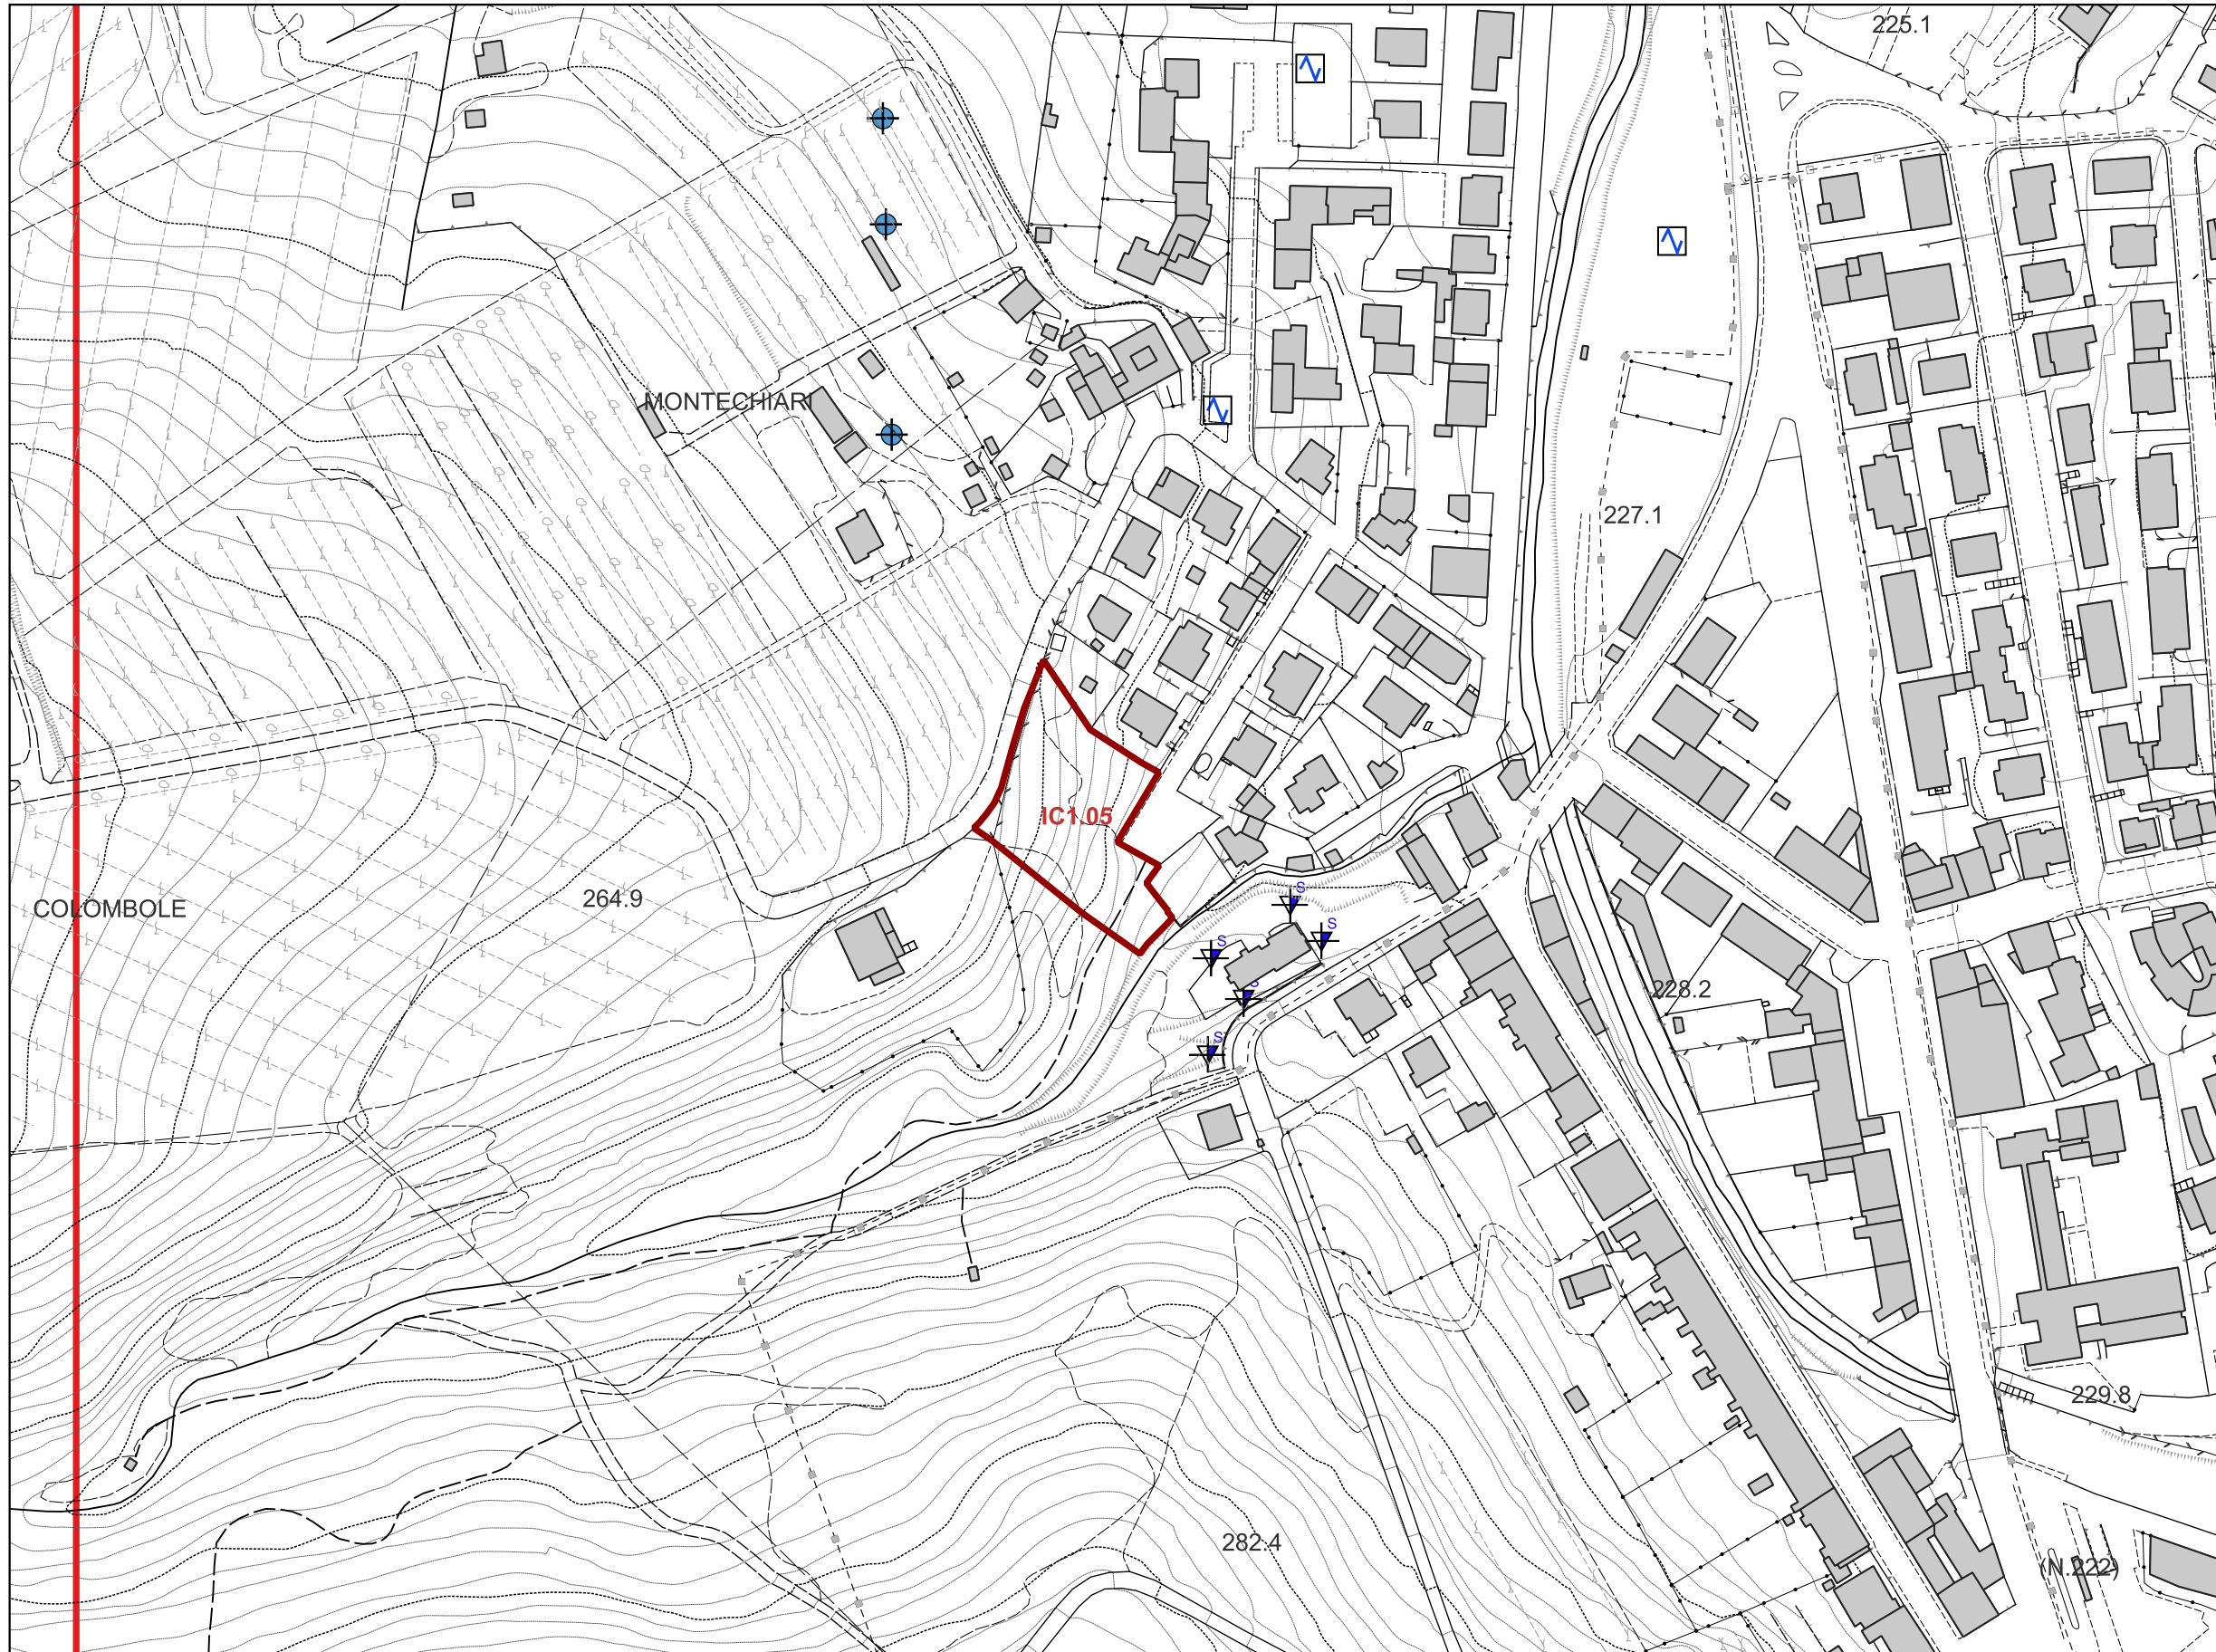 225.1
MONTECHIARI
227.1
IC1.05
264.9
COLOMBOLE
S
S
S
S
228.2
S
229.8
282.4
(N.222)